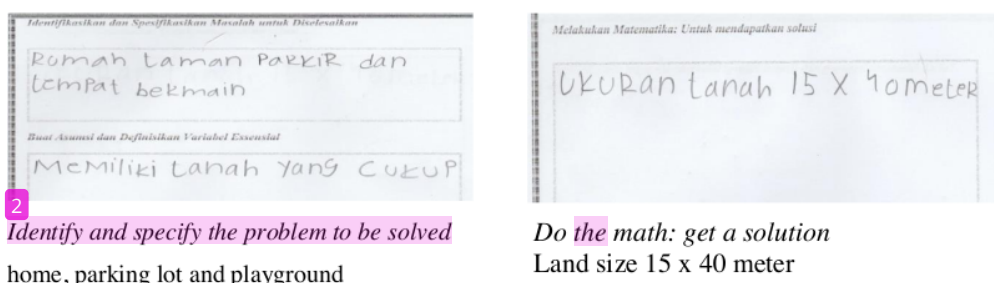 Identifikasikan dan Spesifikasikan Masalah untuk Diselesaikan
Rumah taman Parkir dan
tempat bermain
Buat Asumsi dan Definisikan Variabel Essensial
Memiliki tanah yang cukup
2
Identify and specify the problem to be solved
home, parking lot and playground
Melakukan Matematika: Untuk mendapatkan solusi
Ukuran tanah 15 X 40 meter
Do the math: get a solution
Land size 15 x 40 meter